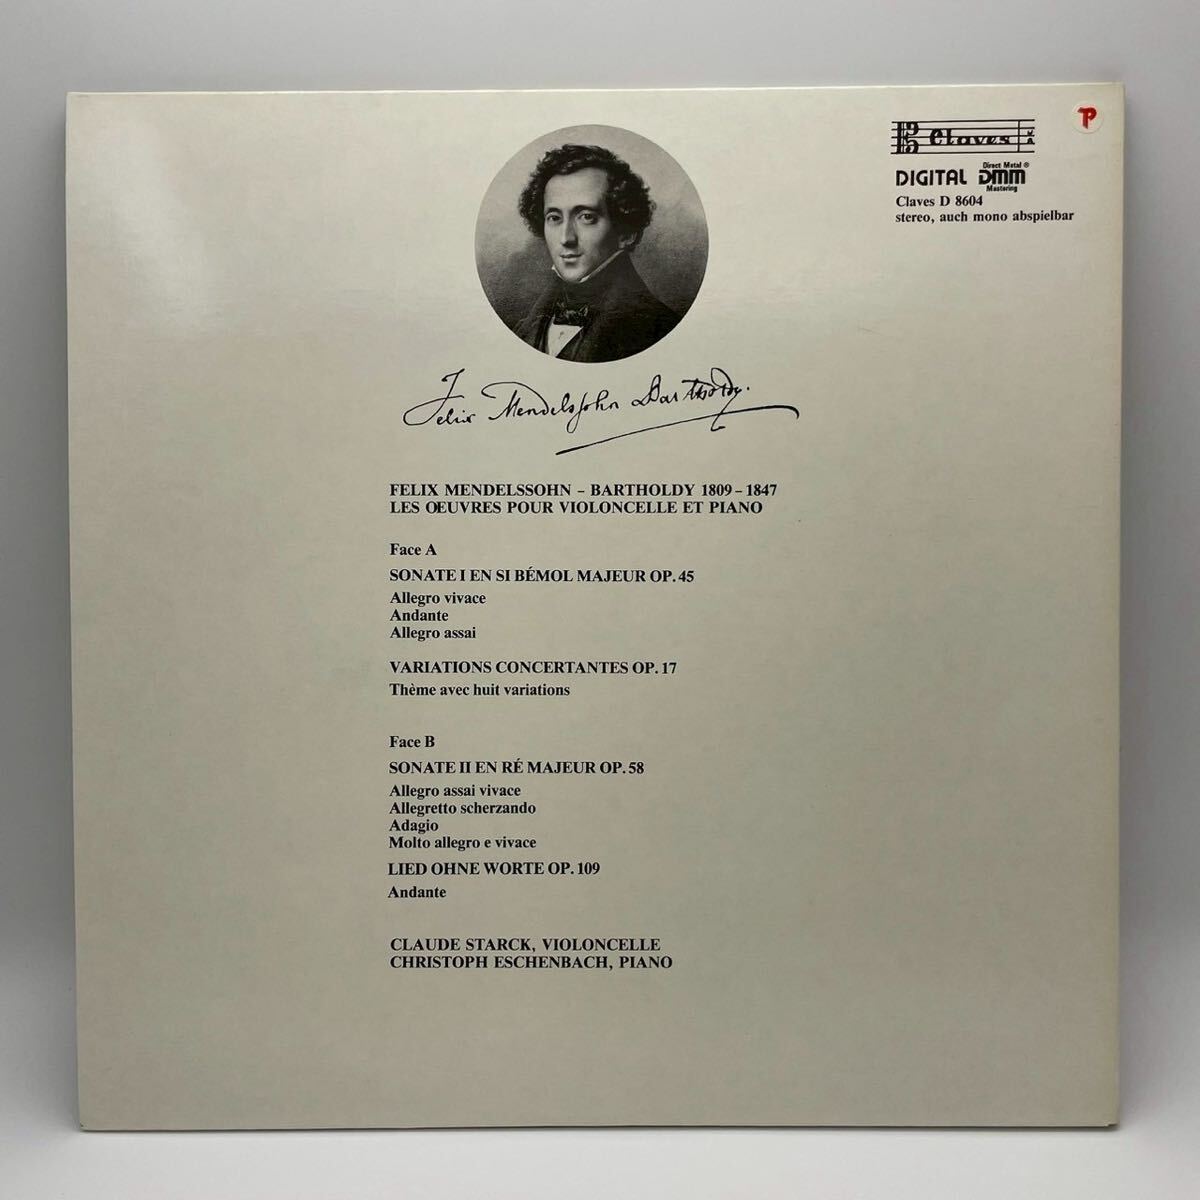 Claves
DIGITAL
Direct Metal ®
DMM
Mastering
Claves D 8604
stereo, auch mono abspielbar
P
Felix Mendelssohn Bartholdy.
FELIX MENDELSSOHN – BARTHOLDY 1809 – 1847
LES ŒUVRES POUR VIOLONCELLE ET PIANO
Face A
SONATE I EN SI BÉMOL MAJEUR OP. 45
Allegro vivace
Andante
Allegro assai
VARIATIONS CONCERTANTES OP. 17
Thème avec huit variations
Face B
SONATE II EN RÉ MAJEUR OP. 58
Allegro assai vivace
Allegretto scherzando
Adagio
Molto allegro e vivace
LIED OHNE WORTE OP. 109
Andante
CLAUDE STARCK, VIOLONCELLE
CHRISTOPH ESCHENBACH, PIANO